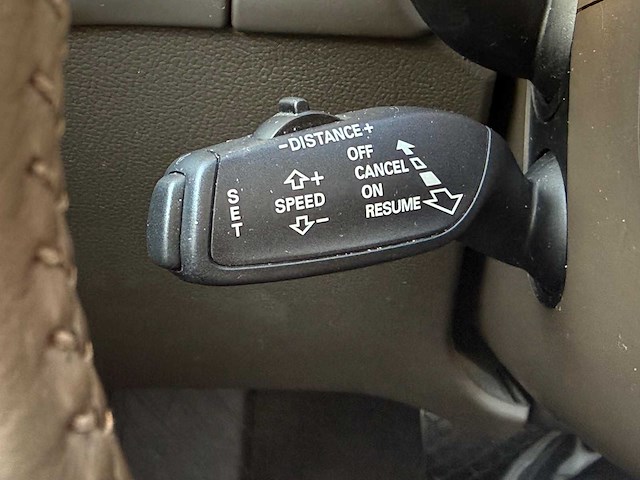 -DISTANCE+
OFF
CANCEL
+
ON
SPEED
RESUME
-
SET